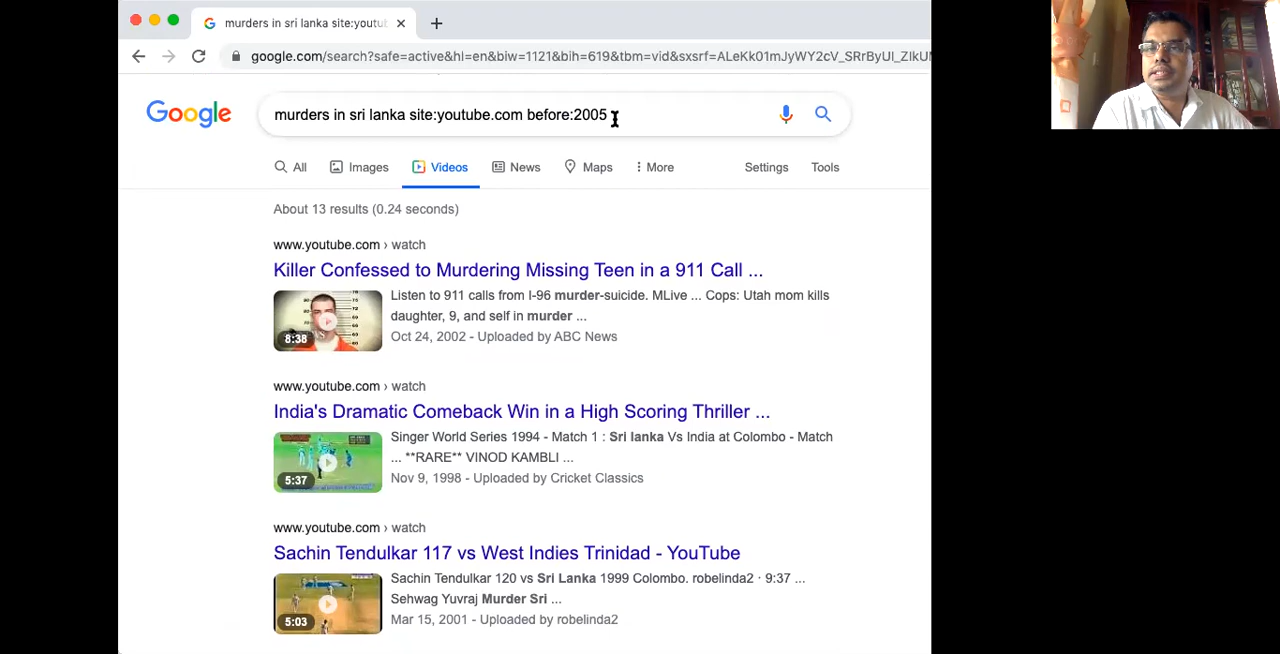 murders in sri lanka site:youtub
google.com/search?safe=active&hl=en&biw=1121&bih=619&tbm=vid&sxsrf=ALeKk01mJyWY2cV_SRrByUI_ZIkU
Google
murders in sri lanka site:youtube.com before:2005
All Images Videos News Maps More Settings Tools
About 13 results (0.24 seconds)
www.youtube.com › watch
Killer Confessed to Murdering Missing Teen in a 911 Call ...
Listen to 911 calls from I-96 murder-suicide. MLive ... Cops: Utah mom kills
daughter, 9, and self in murder ...
8:38
Oct 24, 2002 - Uploaded by ABC News
www.youtube.com › watch
India's Dramatic Comeback Win in a High Scoring Thriller ...
Singer World Series 1994 - Match 1 : Sri lanka Vs India at Colombo - Match
... **RARE** VINOD KAMBLI ...
5:37
Nov 9, 1998 - Uploaded by Cricket Classics
www.youtube.com › watch
Sachin Tendulkar 117 vs West Indies Trinidad - YouTube
Sachin Tendulkar 120 vs Sri Lanka 1999 Colombo. robelinda2 · 9:37 ...
Sehwag Yuvraj Murder Sri ...
5:03
Mar 15, 2001 - Uploaded by robelinda2